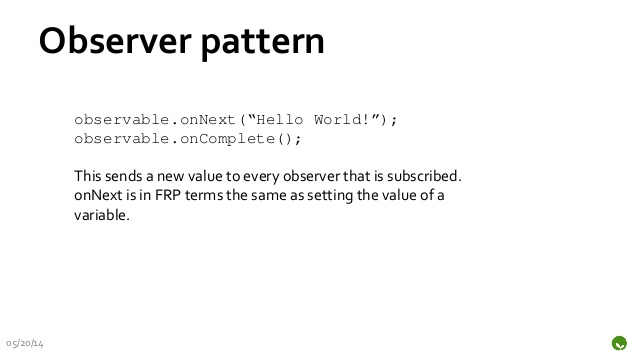 Observer pattern
observable.onNext(“Hello World!”);
observable.onComplete();
This sends a new value to every observer that is subscribed.
onNext is in FRP terms the same as setting the value of a
variable.
05/20/14